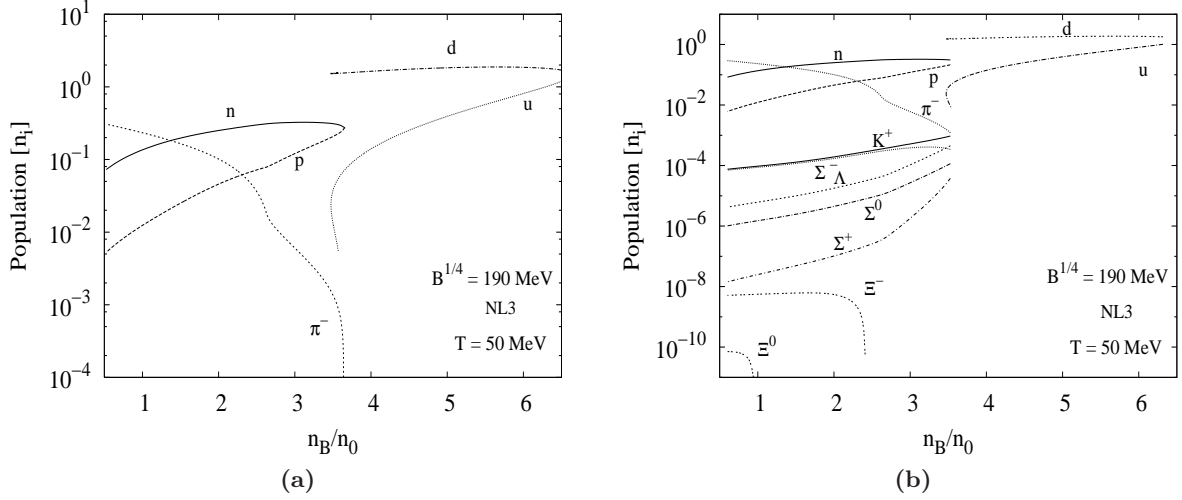 Population [n_i]
10^1
10^0
10^−1
10^−2
10^−3
10^−4
1 2 3 4 5 6
n_B/n_0
n
p
π^−
d
u
B^{1/4} = 190 MeV
NL3
T = 50 MeV
(a)
Population [n_i]
10^0
10^−2
10^−4
10^−6
10^−8
10^−10
1 2 3 4 5 6
n_B/n_0
d
n
p
u
π^−
K^+
Σ^− Λ
Σ^0
Σ^+
Ξ^−
Ξ^0
B^{1/4} = 190 MeV
NL3
T = 50 MeV
(b)